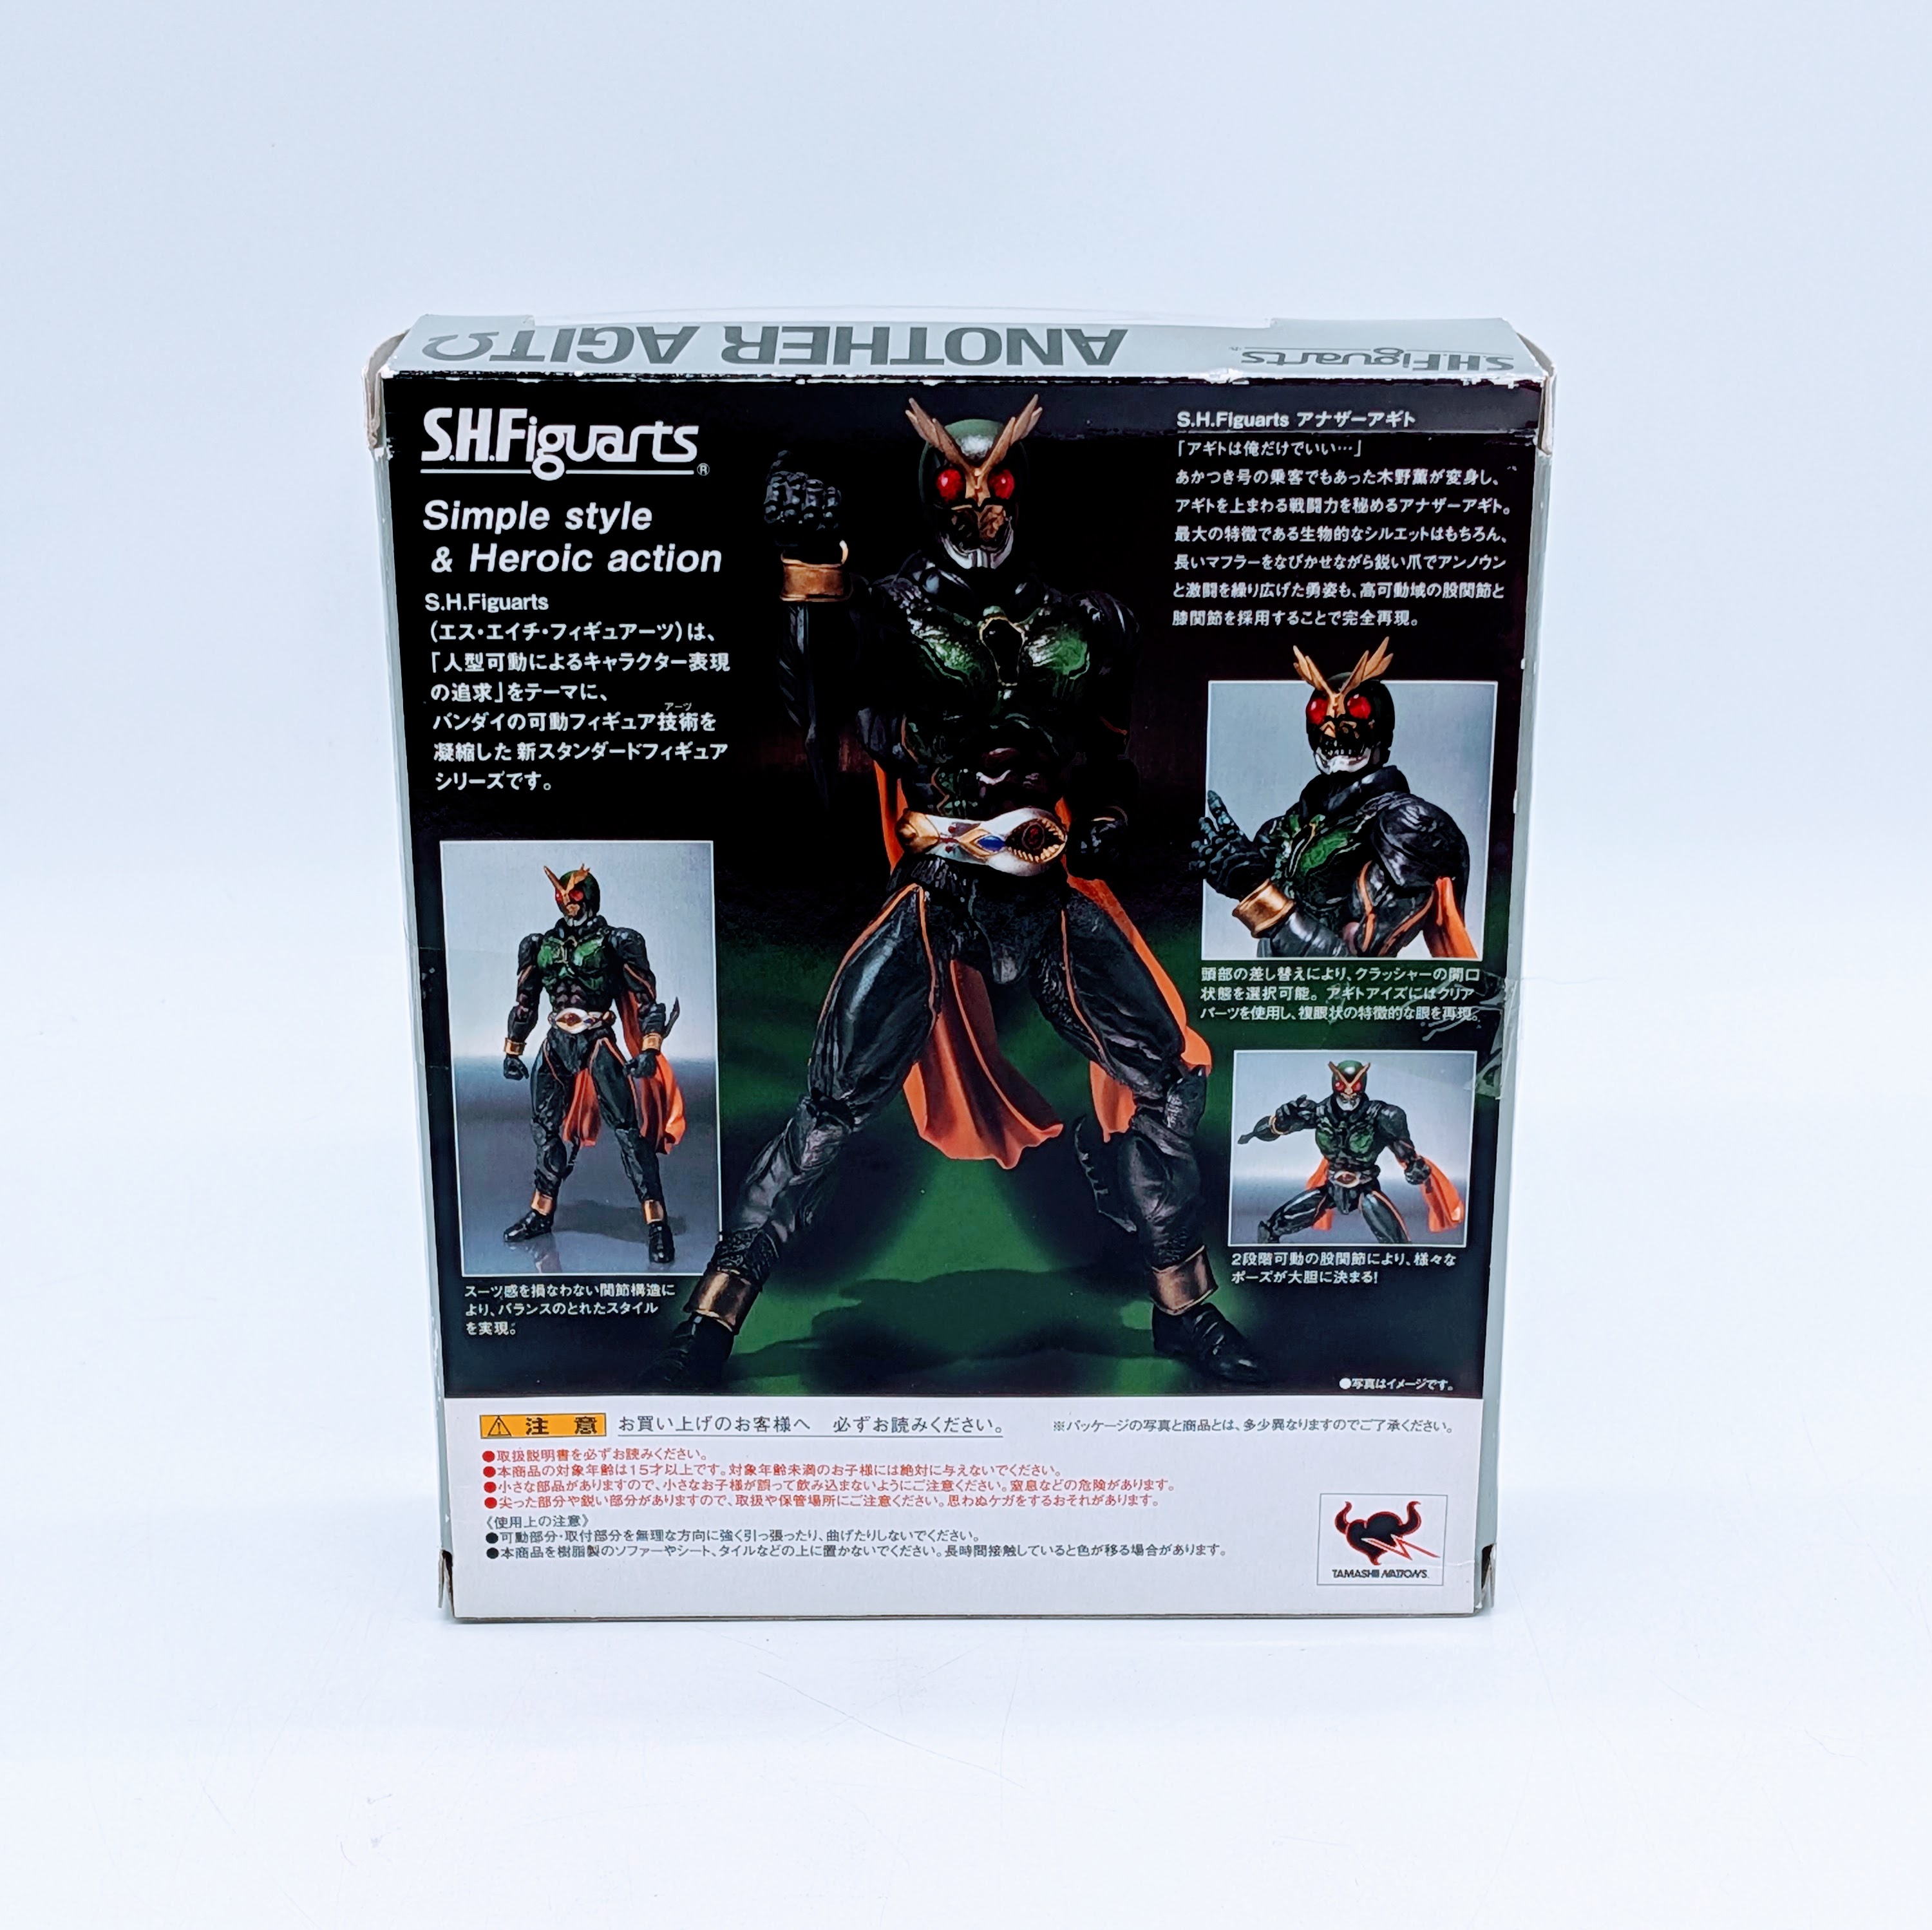 ANOTHER AGITΩ
S.H.Figuarts
S.H.Figuarts®
Simple style
& Heroic action
S.H.Figuarts
(エス・エイチ・フィギュアーツ)は、
「人型可動によるキャラクター表現
の追求」をテーマに、
アーツ
バンダイの可動フィギュア技術を
凝縮した新スタンダードフィギュア
シリーズです。
S.H.Figuarts アナザーアギト
「アギトは俺だけでいい…」
あかつき号の乗客でもあった木野薫が変身し、
アギトを上まわる戦闘力を秘めるアナザーアギト。
最大の特徴である生物的なシルエットはもちろん、
長いマフラーをなびかせながら鋭い爪でアンノウン
と激闘を繰り広げた勇姿も、高可動域の股関節と
膝関節を採用することで完全再現。
頭部の差し替えにより、クラッシャーの開口
状態を選択可能。アギトアイズにはクリア
パーツを使用し、複眼状の特徴的な眼を再現。
2段階可動の股関節により、様々な
ポーズが大胆に決まる!
スーツ感を損なわない関節構造に
より、バランスのとれたスタイル
を実現。
●写真はイメージです。
注意 お買い上げのお客様へ 必ずお読みください。
※パッケージの写真と商品とは、多少異なりますのでご了承ください。
●取扱説明書を必ずお読みください。
●本商品の対象年齢は15才以上です。対象年齢未満のお子様には絶対に与えないでください。
●小さな部品がありますので、小さなお子様が誤って飲み込まないようにご注意ください。窒息などの危険があります。
●尖った部分や鋭い部分がありますので、取扱や保管場所にご注意ください。思わぬケガをするおそれがあります。
《使用上の注意》
●可動部分・取付部分を無理な方向に強く引っ張ったり、曲げたりしないでください。
●本商品を樹脂製のソファーやシート、タイルなどの上に置かないでください。長時間接触していると色が移る場合があります。
TAMASHII NATIONS